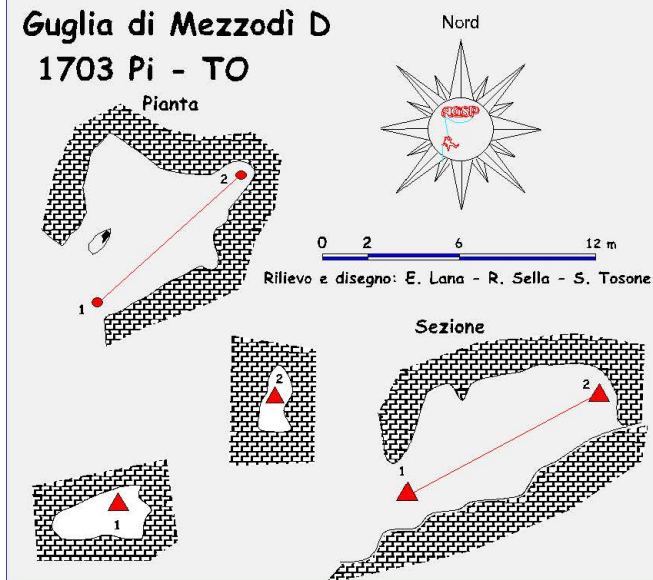 Guglia di Mezzodì D
1703 Pi - TO
Nord
Pianta
2
1
0 2 6 12 m
Rilievo e disegno: E. Lana - R. Sella - S. Tosone
Sezione
2
2
1
1